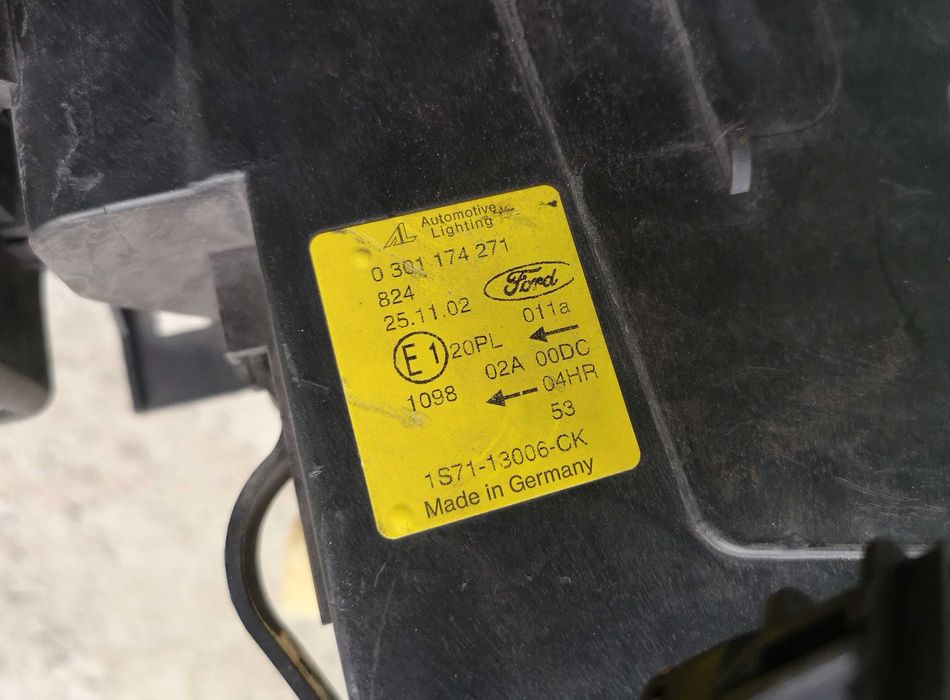 AL Automotive
Lighting
0 301 174 271
824
Ford
25.11.02
011a
E1 20PL
02A 00DC
1098
04HR
53
1S71-13006-CK
Made in Germany